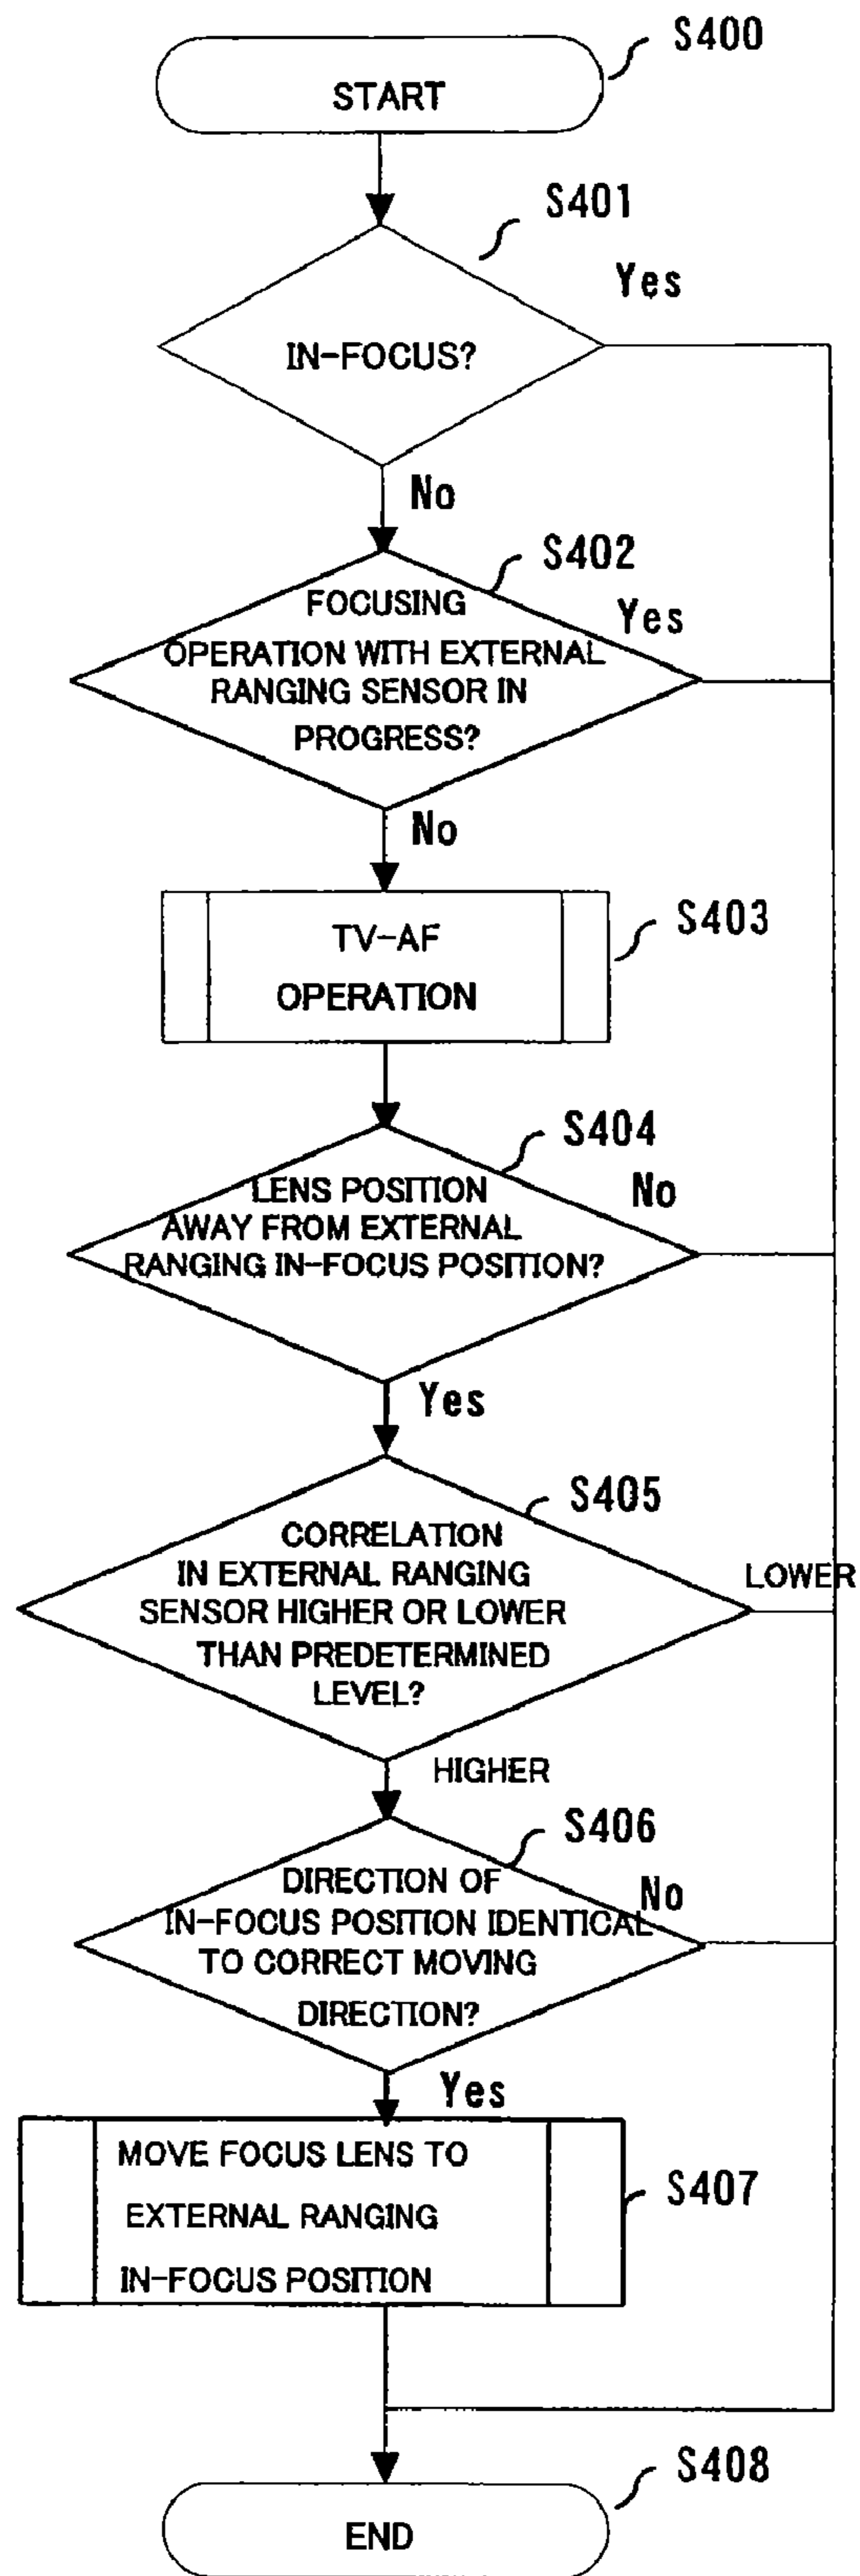 S400
START
S401
Yes
IN-FOCUS?
No
S402
Yes
FOCUSING
OPERATION WITH EXTERNAL
RANGING SENSOR IN
PROGRESS?
No
S403
TV-AF
OPERATION
S404
No
LENS POSITION
AWAY FROM EXTERNAL
RANGING IN-FOCUS POSITION?
Yes
S405
CORRELATION
IN EXTERNAL RANGING
LOWER
SENSOR HIGHER OR LOWER
THAN PREDETERMINED
LEVEL?
HIGHER
S406
DIRECTION OF
No
IN-FOCUS POSITION IDENTICAL
TO CORRECT MOVING
DIRECTION?
Yes
MOVE FOCUS LENS TO
S407
EXTERNAL RANGING
IN-FOCUS POSITION
S408
END